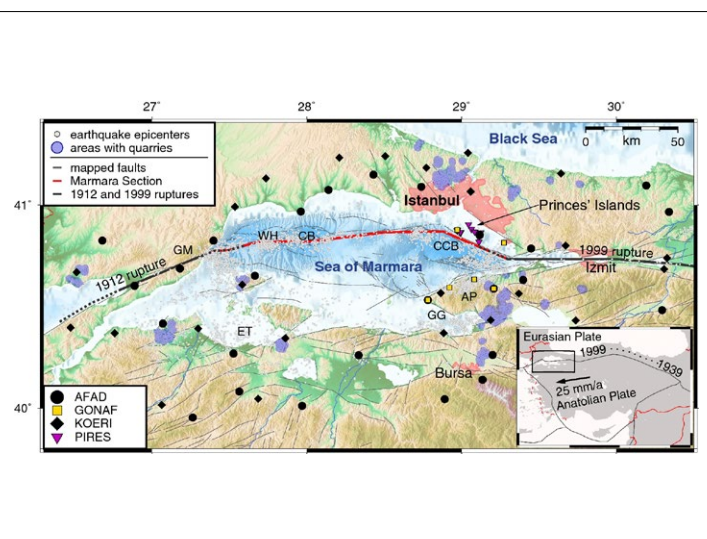 27° 28° 29° 30°
earthquake epicenters
areas with quarries
mapped faults
Marmara Section
1912 and 1999 ruptures
Black Sea
0 km 50
Istanbul
41°
Princes' Islands
WH CB
GM
CCB
1999 rupture
Sea of Marmara
Izmit
1912 rupture
AP
GG
ET
Eurasian Plate
1999
1939
Bursa
25 mm/a
Anatolian Plate
AFAD
GONAF
KOERI
PIRES
40°